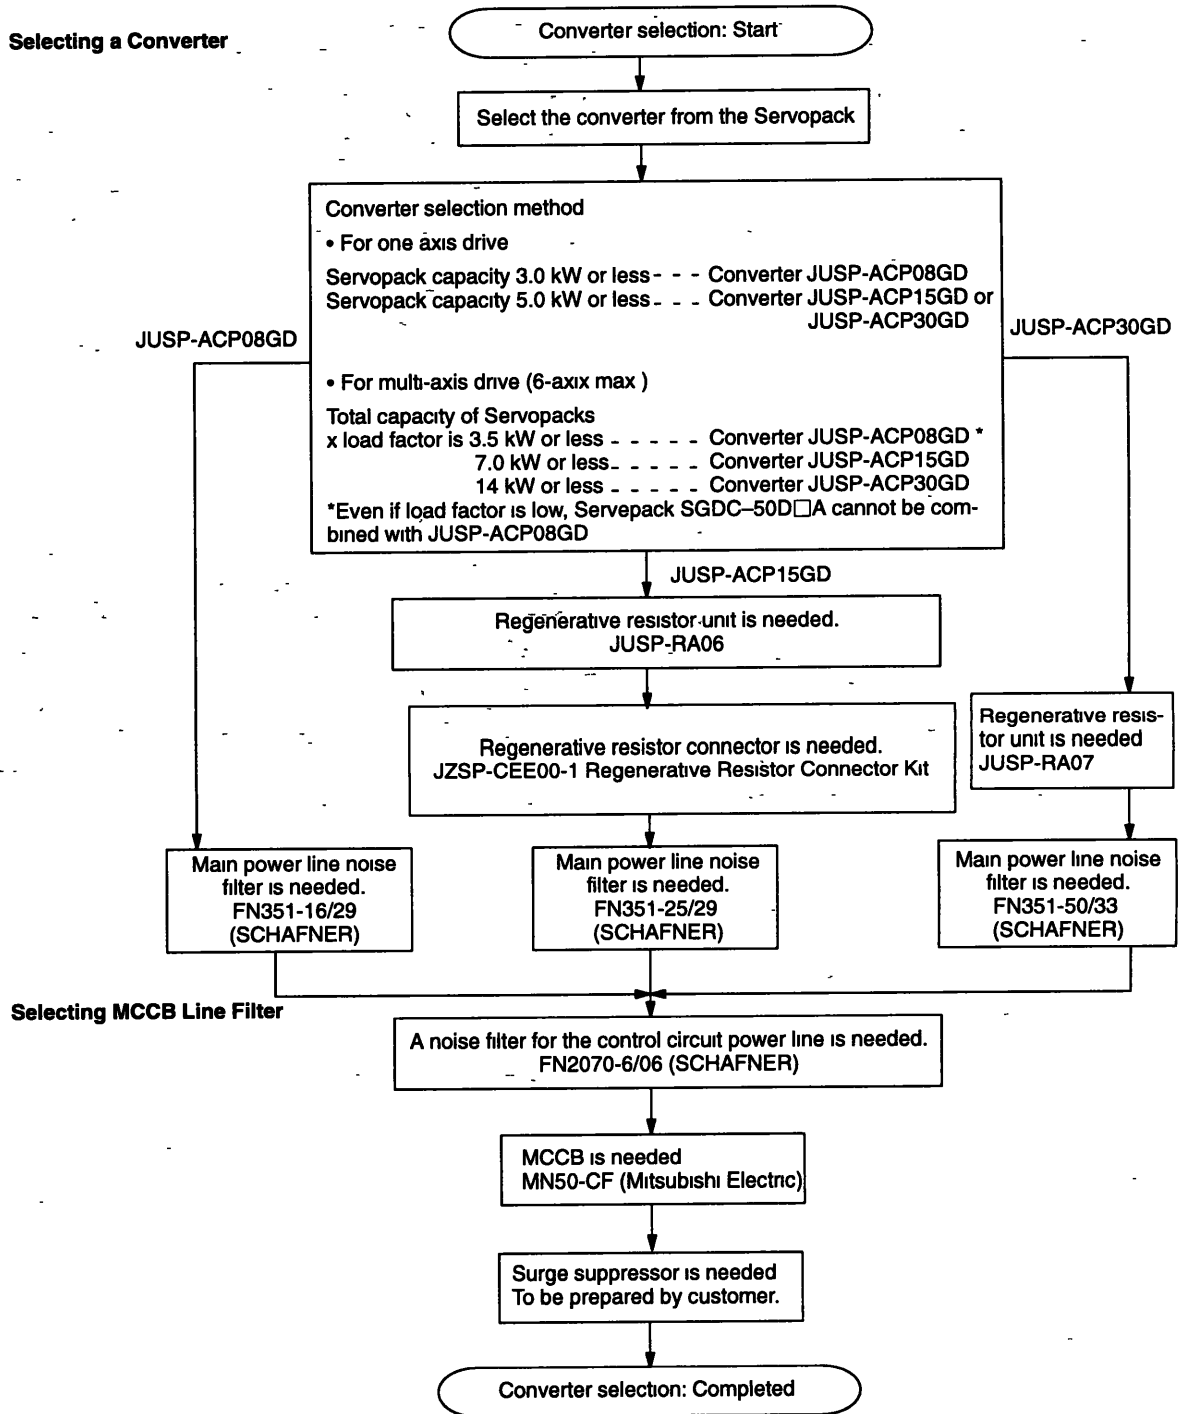 Selecting a Converter
Converter selection: Start
Select the converter from the Servopack
Converter selection method
• For one axis drive
Servopack capacity 3.0 kW or less - - - Converter JUSP-ACP08GD
Servopack capacity 5.0 kW or less - - - Converter JUSP-ACP15GD or
JUSP-ACP30GD
JUSP-ACP08GD
JUSP-ACP30GD
• For multi-axis drive (6-axix max )
Total capacity of Servopacks
x load factor is 3.5 kW or less - - - - - Converter JUSP-ACP08GD *
7.0 kW or less - - - - - Converter JUSP-ACP15GD
14 kW or less - - - - - Converter JUSP-ACP30GD
*Even if load factor is low, Servepack SGDC–50D□A cannot be com-
bined with JUSP-ACP08GD
JUSP-ACP15GD
Regenerative resistor unit is needed.
JUSP-RA06
Regenerative resistor connector is needed.
JZSP-CEE00-1 Regenerative Resistor Connector Kit
Regenerative resis-
tor unit is needed
JUSP-RA07
Main power line noise
filter is needed.
FN351-16/29
(SCHAFNER)
Main power line noise
filter is needed.
FN351-25/29
(SCHAFNER)
Main power line noise
filter is needed.
FN351-50/33
(SCHAFNER)
Selecting MCCB Line Filter
A noise filter for the control circuit power line is needed.
FN2070-6/06 (SCHAFNER)
MCCB is needed
MN50-CF (Mitsubishi Electric)
Surge suppressor is needed
To be prepared by customer.
Converter selection: Completed